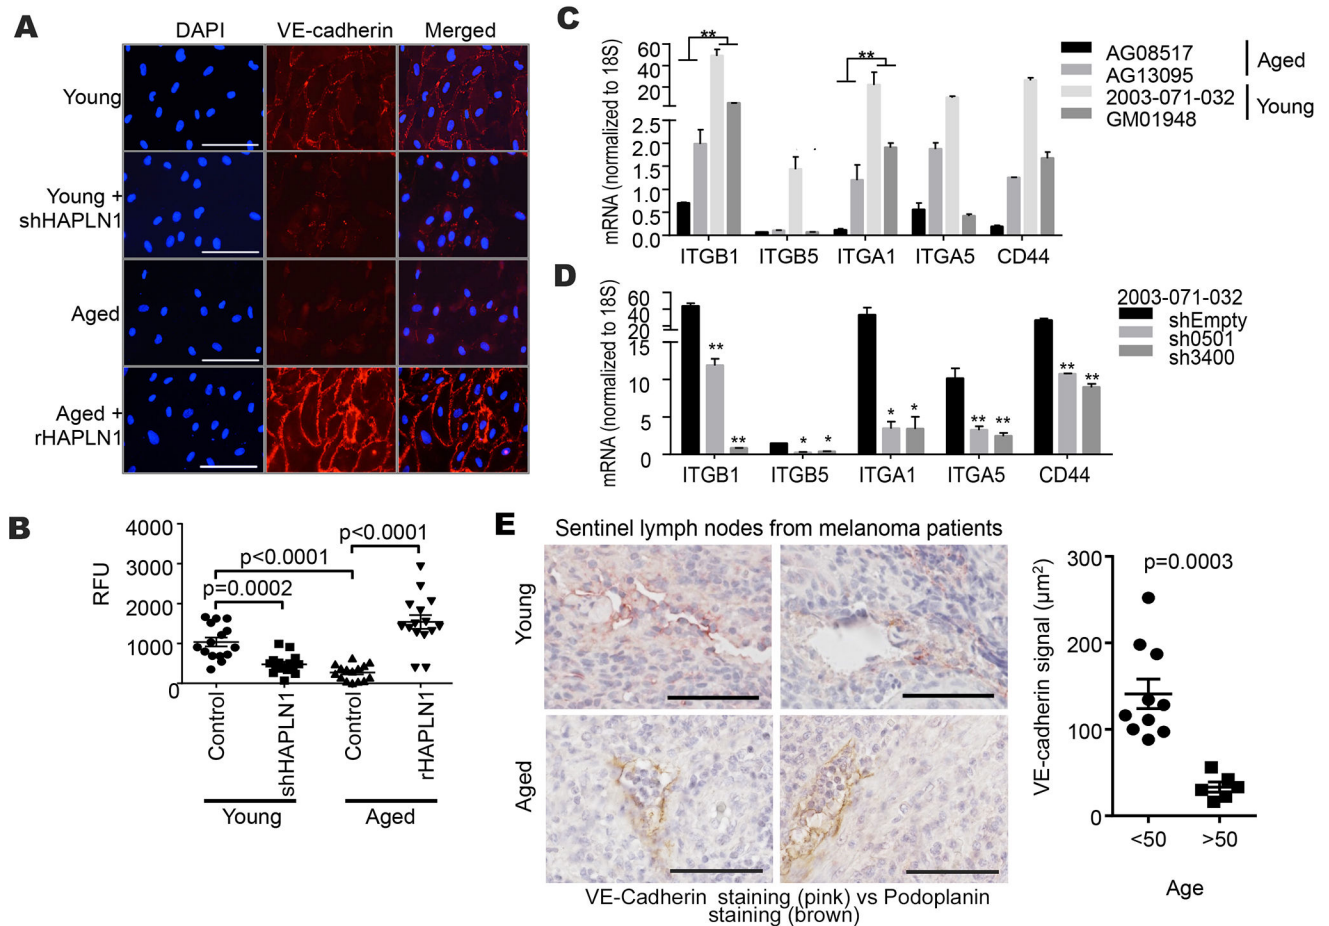 A
DAPI VE-cadherin Merged
Young
Young +
shHAPLN1
Aged
Aged +
rHAPLN1
B
RFU
4000
3000
2000
1000
0
p<0.0001
p<0.0001
p=0.0002
Control
shHAPLN1
Control
rHAPLN1
Young Aged
C
mRNA (normalized to 18S)
60
40
20
2.5
2.0
1.5
1.0
0.5
0.0
**
**
ITGB1 ITGB5 ITGA1 ITGA5 CD44
AG08517
AG13095
2003-071-032
GM01948
Aged
Young
D
mRNA (normalized to 18S)
60
40
20
15
10
5
0
**
**
*
*
*
*
**
**
**
**
ITGB1 ITGB5 ITGA1 ITGA5 CD44
2003-071-032
shEmpty
sh0501
sh3400
E
Sentinel lymph nodes from melanoma patients
Young
Aged
VE-Cadherin staining (pink) vs Podoplanin
staining (brown)
VE-cadherin signal (µm²)
300
200
100
0
p=0.0003
<50 >50
Age